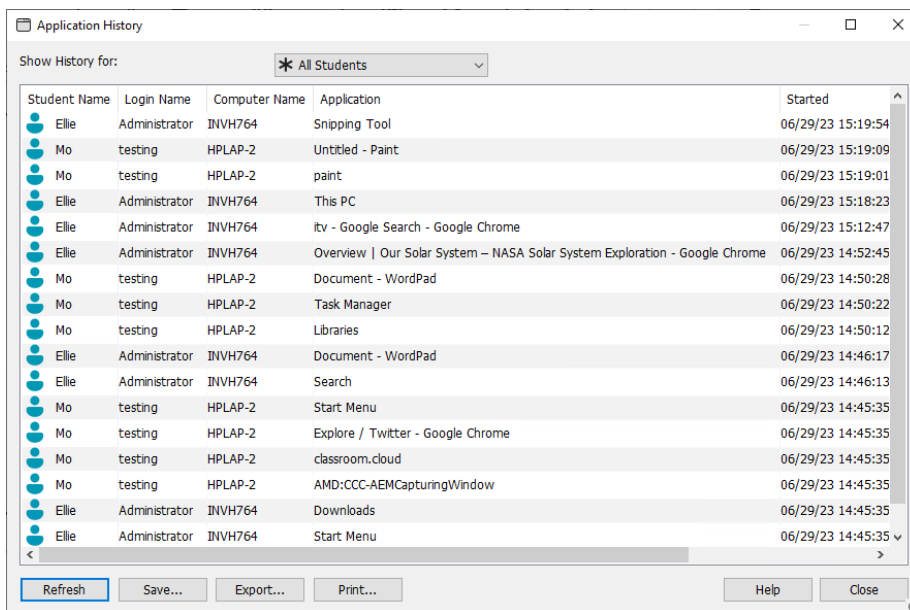 Application History
Show History for:
All Students
Student Name Login Name Computer Name Application Started
Ellie Administrator INVH764 Snipping Tool 06/29/23 15:19:54
Mo testing HPLAP-2 Untitled - Paint 06/29/23 15:19:09
Mo testing HPLAP-2 paint 06/29/23 15:19:01
Ellie Administrator INVH764 This PC 06/29/23 15:18:23
Ellie Administrator INVH764 itv - Google Search - Google Chrome 06/29/23 15:12:47
Ellie Administrator INVH764 Overview | Our Solar System – NASA Solar System Exploration - Google Chrome 06/29/23 14:52:45
Mo testing HPLAP-2 Document - WordPad 06/29/23 14:50:28
Mo testing HPLAP-2 Task Manager 06/29/23 14:50:22
Mo testing HPLAP-2 Libraries 06/29/23 14:50:12
Ellie Administrator INVH764 Document - WordPad 06/29/23 14:46:17
Ellie Administrator INVH764 Search 06/29/23 14:46:13
Mo testing HPLAP-2 Start Menu 06/29/23 14:45:35
Mo testing HPLAP-2 Explore / Twitter - Google Chrome 06/29/23 14:45:35
Mo testing HPLAP-2 classroom.cloud 06/29/23 14:45:35
Mo testing HPLAP-2 AMD:CCC-AEMCapturingWindow 06/29/23 14:45:35
Ellie Administrator INVH764 Downloads 06/29/23 14:45:35
Ellie Administrator INVH764 Start Menu 06/29/23 14:45:35
Refresh Save... Export... Print... Help Close